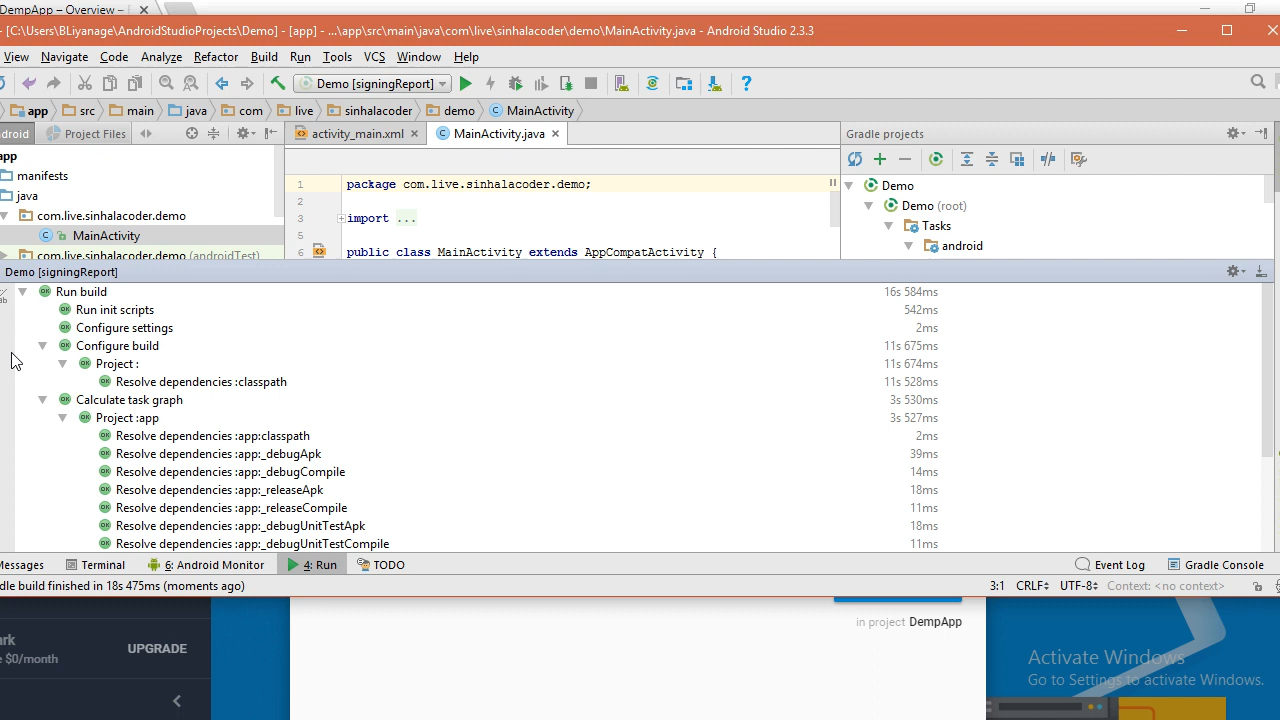 DempApp – Overview –
- [C:\Users\BLiyanage\AndroidStudioProjects\Demo] - [app] - ...\app\src\main\java\com\live\sinhalacoder\demo\MainActivity.java - Android Studio 2.3.3
View Navigate Code Analyze Refactor Build Run Tools VCS Window Help
Demo [signingReport]
app src main java com live sinhalacoder demo MainActivity
droid Project Files activity_main.xml MainActivity.java Gradle projects
app
manifests
java
com.live.sinhalacoder.demo
MainActivity
com.live.sinhalacoder.demo (androidTest)
1 package com.live.sinhalacoder.demo;
2
3 import ...
5
6 public class MainActivity extends AppCompatActivity {
Demo
Demo (root)
Tasks
android
Demo [signingReport]
Run build 16s 584ms
Run init scripts 542ms
Configure settings 2ms
Configure build 11s 675ms
Project : 11s 674ms
Resolve dependencies :classpath 11s 528ms
Calculate task graph 3s 530ms
Project :app 3s 527ms
Resolve dependencies :app:classpath 2ms
Resolve dependencies :app:_debugApk 39ms
Resolve dependencies :app:_debugCompile 14ms
Resolve dependencies :app:_releaseApk 18ms
Resolve dependencies :app:_releaseCompile 11ms
Resolve dependencies :app:_debugUnitTestApk 18ms
Resolve dependencies :app:_debugUnitTestCompile 11ms
essages Terminal 6: Android Monitor 4: Run TODO Event Log Gradle Console
dle build finished in 18s 475ms (moments ago) 3:1 CRLF UTF-8 Context: <no context>
in project DempApp
rk
$0/month
UPGRADE
Activate Windows
Go to Settings to activate Windows.